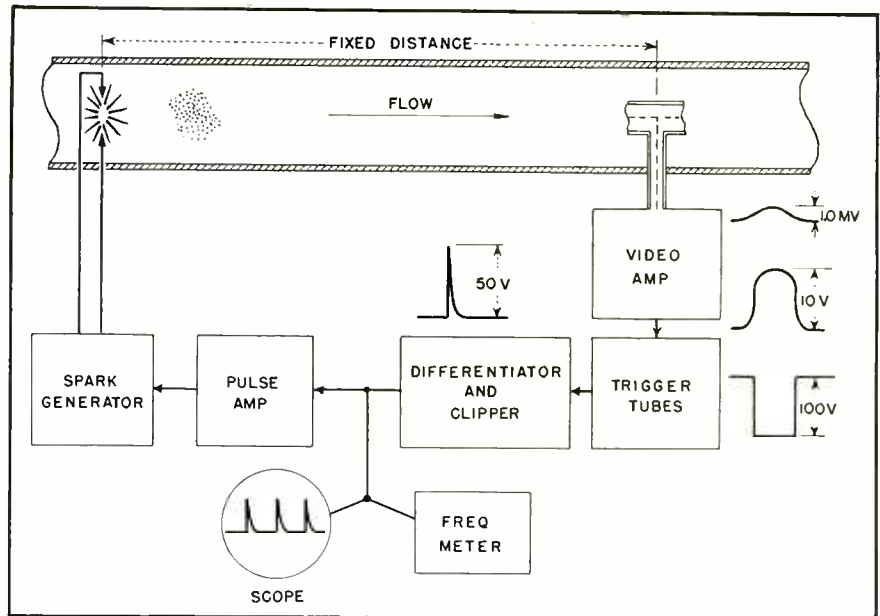 FIXED DISTANCE
FLOW
1.0 MV
VIDEO
AMP
50 V
10 V
SPARK
GENERATOR
PULSE
AMP
DIFFERENTIATOR
AND
CLIPPER
TRIGGER
TUBES
100V
SCOPE
FREQ
METER